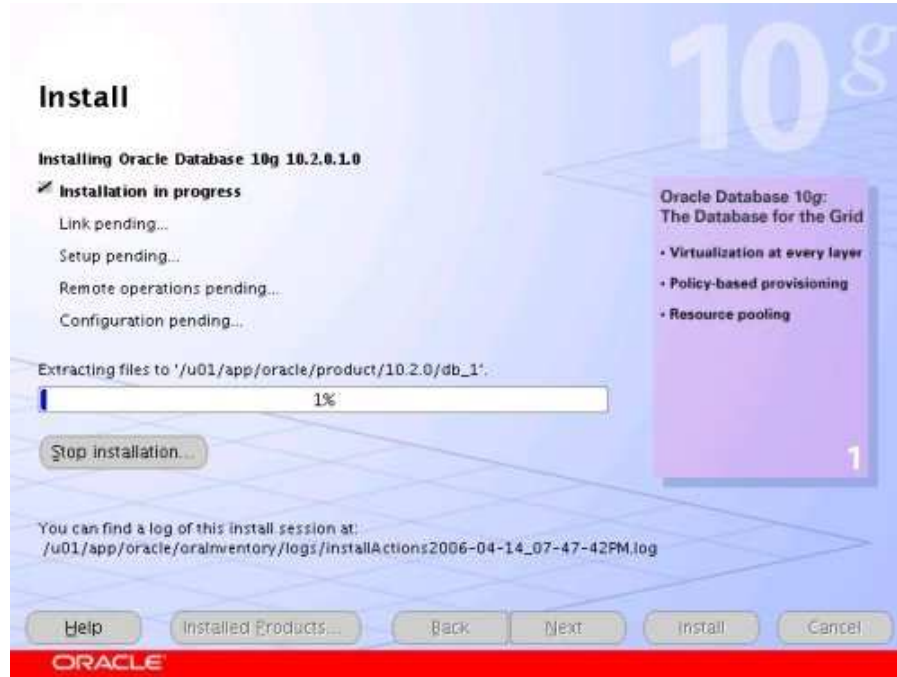 10g
Install
Installing Oracle Database 10g 10.2.0.1.0
Installation in progress
Link pending...
Setup pending...
Remote operations pending...
Configuration pending...
Extracting files to '/u01/app/oracle/product/10.2.0/db_1'.
1%
Stop installation...
Oracle Database 10g:
The Database for the Grid
• Virtualization at every layer
• Policy-based provisioning
• Resource pooling
1
You can find a log of this install session at:
/u01/app/oracle/oraInventory/logs/installActions2006-04-14_07-47-42PM.log
Help Installed Products... Back Next Install Cancel
ORACLE